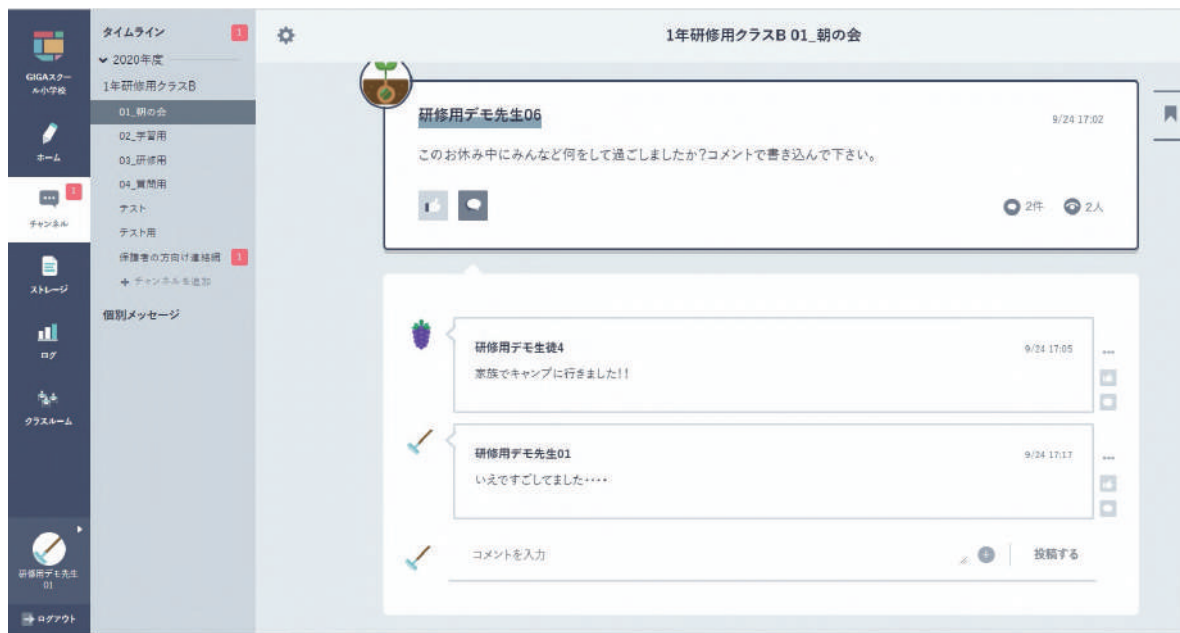 GIGAスクー
ル小学校
ホーム
1
チャンネル
ストレージ
ログ
クラスルーム
研修用デモ先生
01
ログアウト
タイムライン
1
2020年度
1年研修用クラスB
01_朝の会
02_学習用
03_研修用
04_質問用
テスト
テスト用
保護者の方向け連絡網
1
+ チャンネルを追加
個別メッセージ
1年研修用クラスB 01_朝の会
研修用デモ先生06
9/24 17:02
このお休み中にみんなど何をして過ごしましたか?コメントで書き込んで下さい。
2件
2人
研修用デモ生徒4
9/24 17:05
家族でキャンプに行きました!!
研修用デモ先生01
9/24 17:17
いえですごしてました・・・・
コメントを入力
投稿する